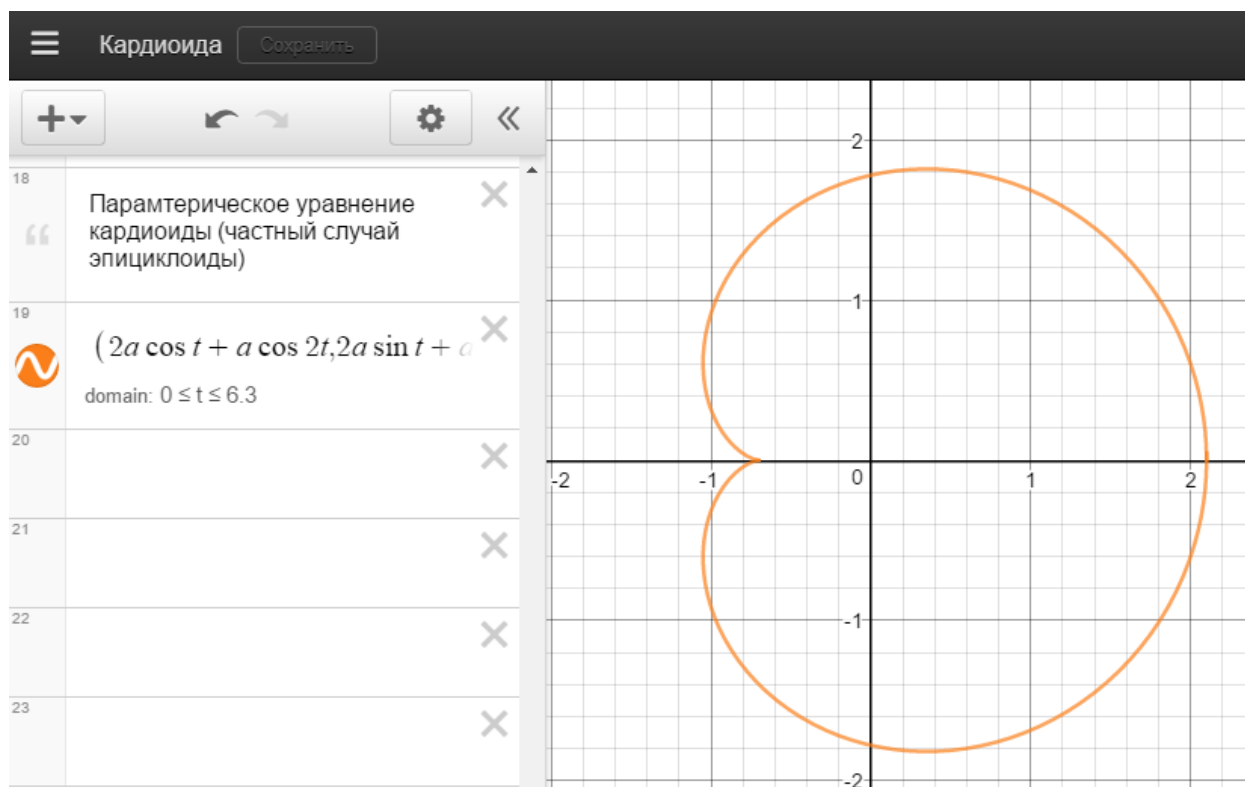 Кардиоида Сохранить
18
Парамтерическое уравнение
кардиоиды (частный случай
эпициклоиды)
19
(2a cos t + a cos 2t,2a sin t +
domain: 0 ≤ t ≤ 6.3
20
21
22
23
2
1
-2 -1 0 1 2
-1
-2